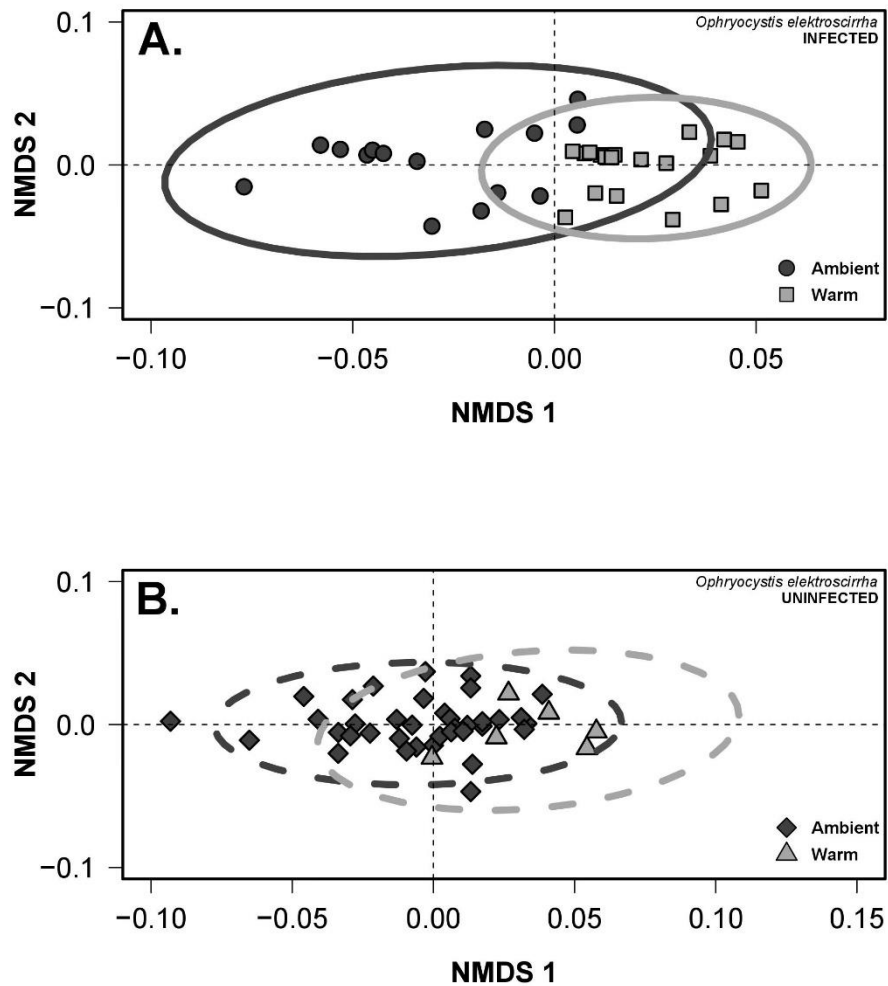 A.
Ophryocystis elektroscirrha
INFECTED
0.1
0.0
−0.1
NMDS 2
Ambient
Warm
−0.10 −0.05 0.00 0.05
NMDS 1
B.
Ophryocystis elektroscirrha
UNINFECTED
0.1
0.0
−0.1
NMDS 2
Ambient
Warm
−0.10 −0.05 0.00 0.05 0.10 0.15
NMDS 1